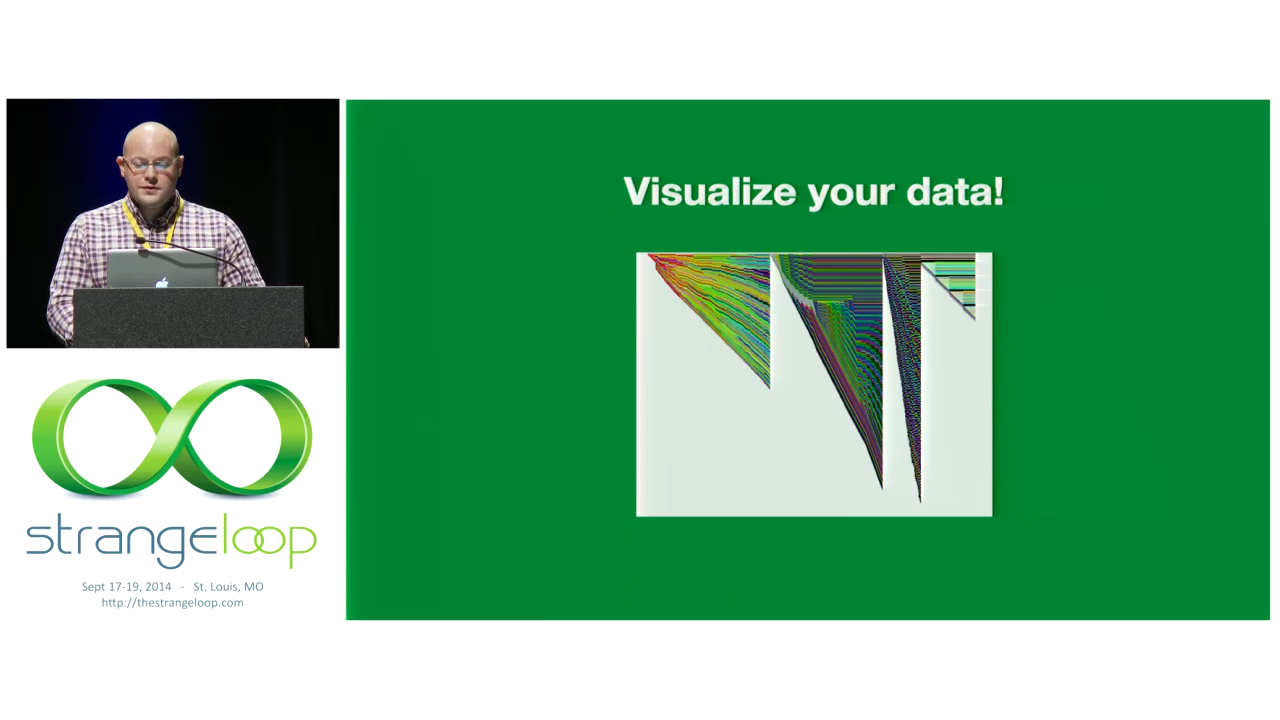 Visualize your data!
strangeloop
Sept 17-19, 2014 - St. Louis, MO
http://thestrangeloop.com